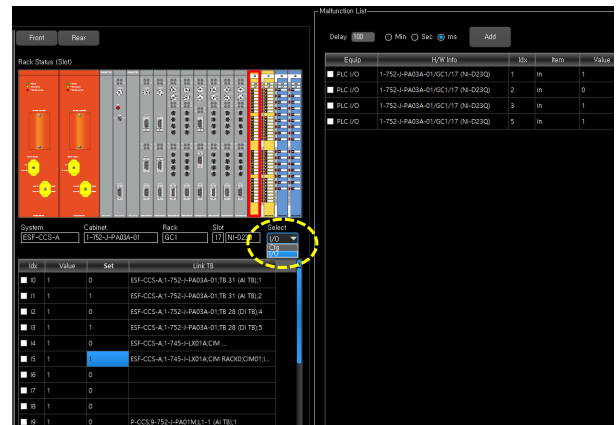 Malfunction List
Front Rear
Delay 100 Min Sec ms Add
Rack Status (Slot)
Equip H/W Info Idx Item Value
PLC I/O 1-752-J-PA03A-01/GC1/17 (NI-D23Q) 1 In 1
PLC I/O 1-752-J-PA03A-01/GC1/17 (NI-D23Q) 2 In 0
PLC I/O 1-752-J-PA03A-01/GC1/17 (NI-D23Q) 3 In 1
PLC I/O 1-752-J-PA03A-01/GC1/17 (NI-D23Q) 5 In 1
System Cabinet Rack Slot Select
ESF-CCS-A 1-752-J-PA03A-01 GC1 17 I/O
Cfg
I/O
Idx Value Set Link TB
I0 1 0 ESF-CCS-A;1-752-J-PA03A-01;TB 31 (AI TB);1
I1 1 1 ESF-CCS-A;1-752-J-PA03A-01;TB 31 (AI TB);2
I2 1 0 ESF-CCS-A;1-752-J-PA03A-01;TB 28 (DI TB);4
I3 1 1 ESF-CCS-A;1-752-J-PA03A-01;TB 28 (DI TB);5
I4 1 0 ESF-CCS-A;1-745-J-LX01A;CIM ...
I5 1 1 ESF-CCS-A;1-745-J-LX01A;CIM RACK0;CIM01;I...
I6 1 0
I7 1 0
I8 1 0
I9 1 0 P-CCS;9-752-J-PA01M;L1-1 (AI TB);1